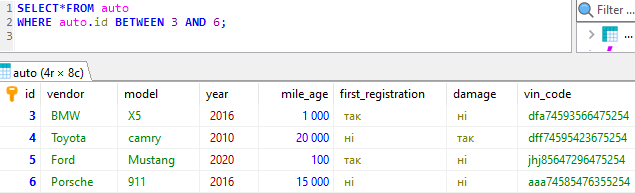 1 SELECT*FROM auto
2 WHERE auto.id BETWEEN 3 AND 6;
3
Filter ...
...
auto (4r × 8c)
id vendor model year mile_age first_registration damage vin_code
3 BMW X5 2016 1 000 так ні dfa74593566475254
4 Toyota camry 2010 20 000 ні так dff74595423675254
5 Ford Mustang 2020 100 так ні jhj85647296475254
6 Porsche 911 2016 15 000 ні ні aaa74585476355254